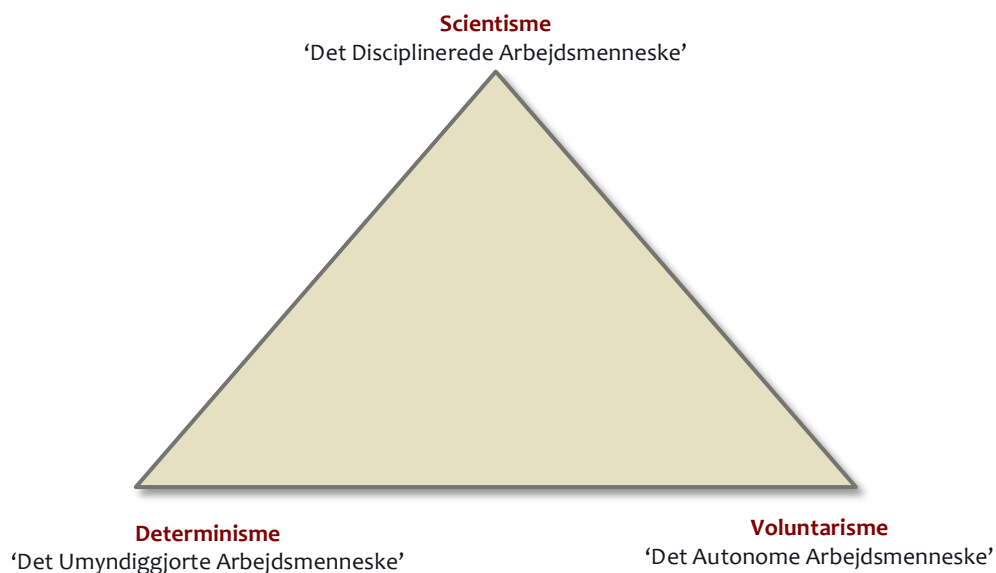 Scientisme
‘Det Disciplinerede Arbejdsmenneske’
Determinisme
‘Det Umyndiggjorte Arbejdsmenneske’
Voluntarisme
‘Det Autonome Arbejdsmenneske’